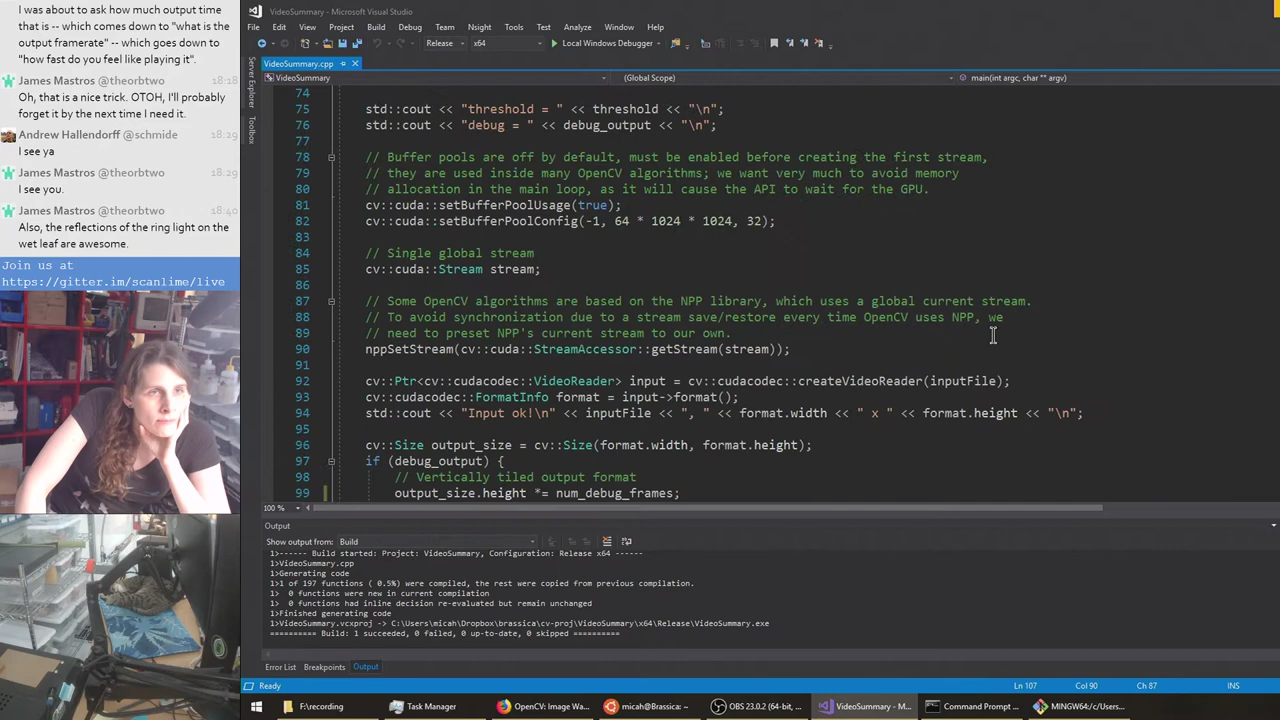 I was about to ask how much output time
that is -- which comes down to "what is the
output framerate" -- which goes down to
"how fast do you feel like playing it".
James Mastros @theorbtwo 18:18
Oh, that is a nice trick. OTOH, I'll probably
forget it by the next time I need it.
Andrew Hallendorff @schmide 18:29
I see ya
James Mastros @theorbtwo 18:29
I see you.
James Mastros @theorbtwo 18:40
Also, the reflections of the ring light on the
wet leaf are awesome.
Join us at
https://gitter.im/scanlime/live
VideoSummary - Microsoft Visual Studio
File Edit View Project Build Debug Team Nsight Tools Test Analyze Window Help
Release x64 Local Windows Debugger
Server Explorer
Toolbox
VideoSummary.cpp
VideoSummary (Global Scope) main(int argc, char ** argv)
74
75 std::cout << "threshold = " << threshold << "\n";
76 std::cout << "debug = " << debug_output << "\n";
77
78 // Buffer pools are off by default, must be enabled before creating the first stream,
79 // they are used inside many OpenCV algorithms; we want very much to avoid memory
80 // allocation in the main loop, as it will cause the API to wait for the GPU.
81 cv::cuda::setBufferPoolUsage(true);
82 cv::cuda::setBufferPoolConfig(-1, 64 * 1024 * 1024, 32);
83
84 // Single global stream
85 cv::cuda::Stream stream;
86
87 // Some OpenCV algorithms are based on the NPP library, which uses a global current stream.
88 // To avoid synchronization due to a stream save/restore every time OpenCV uses NPP, we
89 // need to preset NPP's current stream to our own.
90 nppSetStream(cv::cuda::StreamAccessor::getStream(stream));
91
92 cv::Ptr<cv::cudacodec::VideoReader> input = cv::cudacodec::createVideoReader(inputFile);
93 cv::cudacodec::FormatInfo format = input->format();
94 std::cout << "Input ok!\n" << inputFile << ", " << format.width << " x " << format.height << "\n";
95
96 cv::Size output_size = cv::Size(format.width, format.height);
97 if (debug_output) {
98 // Vertically tiled output format
99 output_size.height *= num_debug_frames;
100 %
Output
Show output from: Build
1>------ Build started: Project: VideoSummary, Configuration: Release x64 ------
1>VideoSummary.cpp
1>Generating code
1>1 of 197 functions ( 0.5%) were compiled, the rest were copied from previous compilation.
1> 0 functions were new in current compilation
1> 0 functions had inline decision re-evaluated but remain unchanged
1>Finished generating code
1>VideoSummary.vcxproj -> C:\Users\micah\Dropbox\brassica\cv-proj\VideoSummary\x64\Release\VideoSummary.exe
========== Build: 1 succeeded, 0 failed, 0 up-to-date, 0 skipped ==========
Error List Breakpoints Output
Ready Ln 107 Col 90 Ch 87 INS
F:\recording Task Manager OpenCV: Image Wa... micah@Brassica: ~ OBS 23.0.2 (64-bit, ... VideoSummary - M... Command Prompt ... MINGW64:/c/Users...